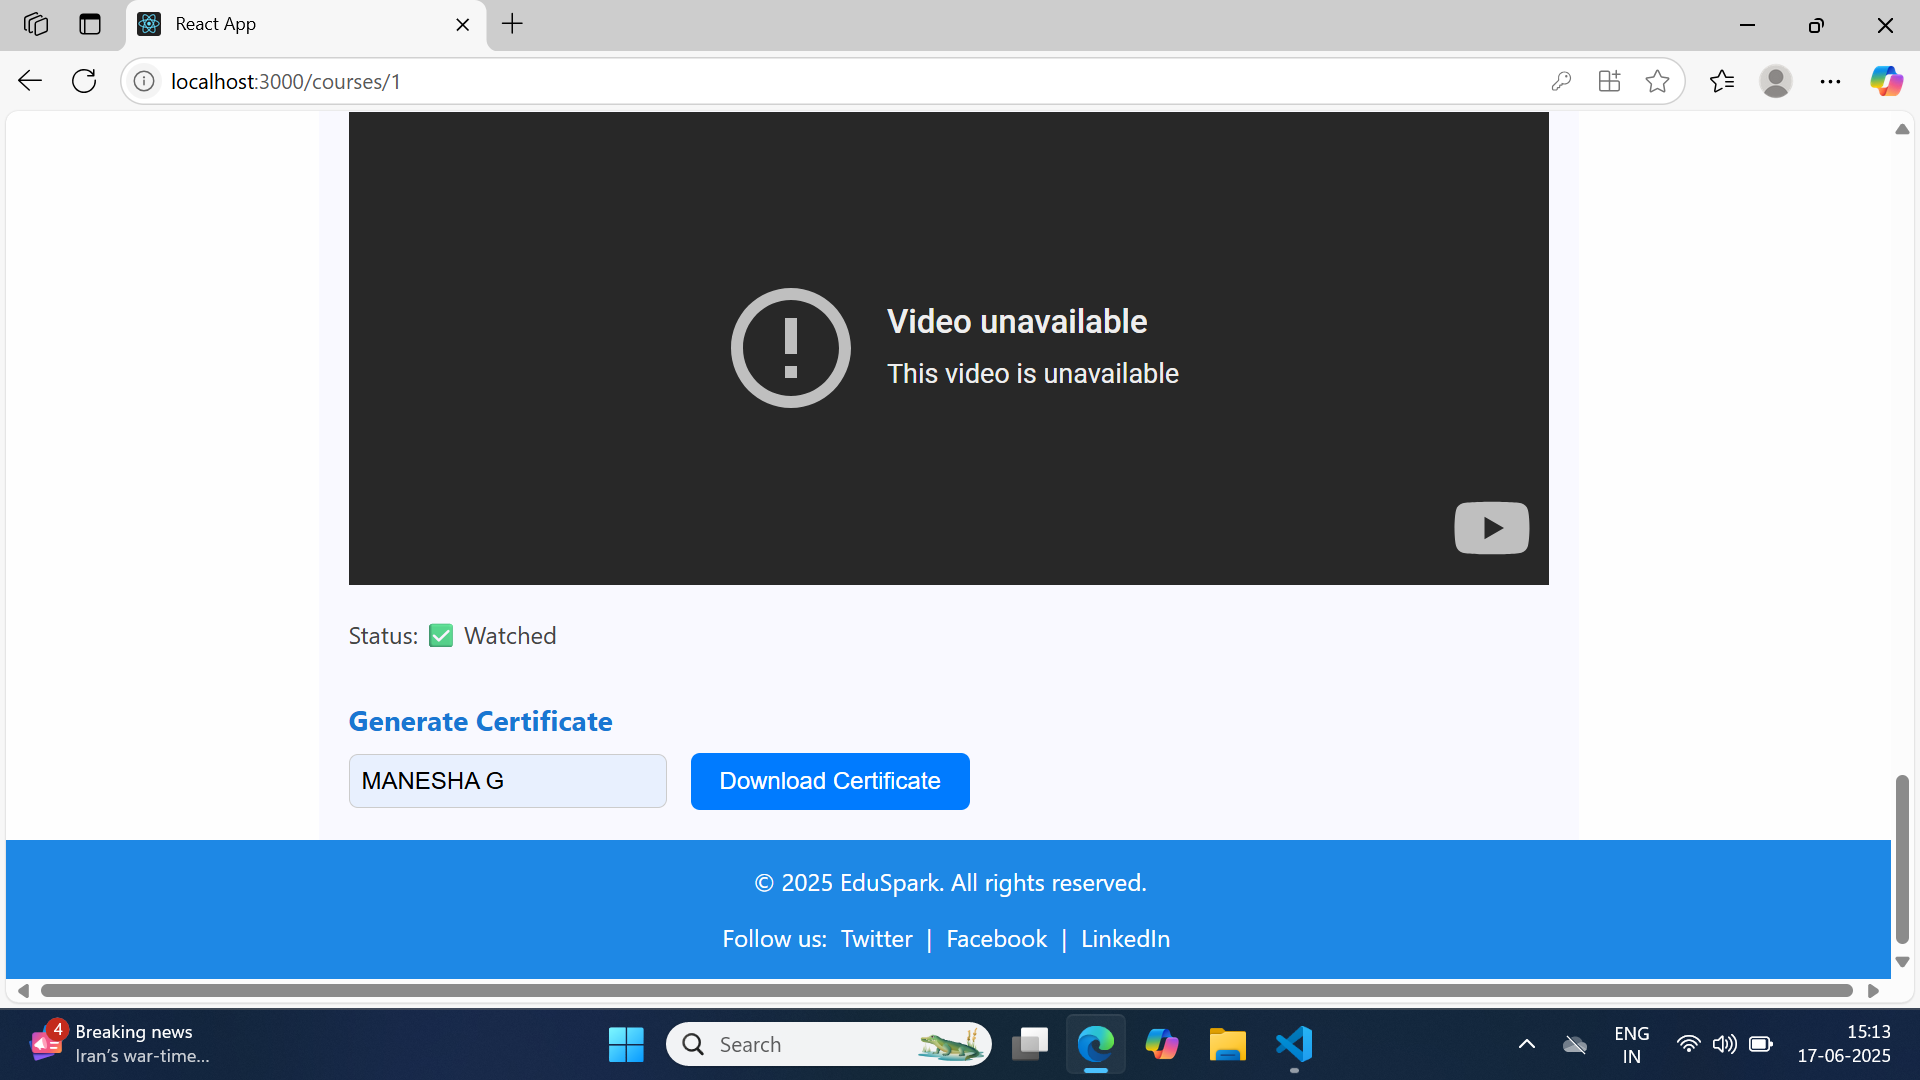 React App
localhost:3000/courses/1
Video unavailable
This video is unavailable
Status: ✅ Watched
Generate Certificate
MANESHA G
Download Certificate
© 2025 EduSpark. All rights reserved.
Follow us: Twitter | Facebook | LinkedIn
4
Breaking news
Iran's war-time...
Search
ENG
IN
15:13
17-06-2025